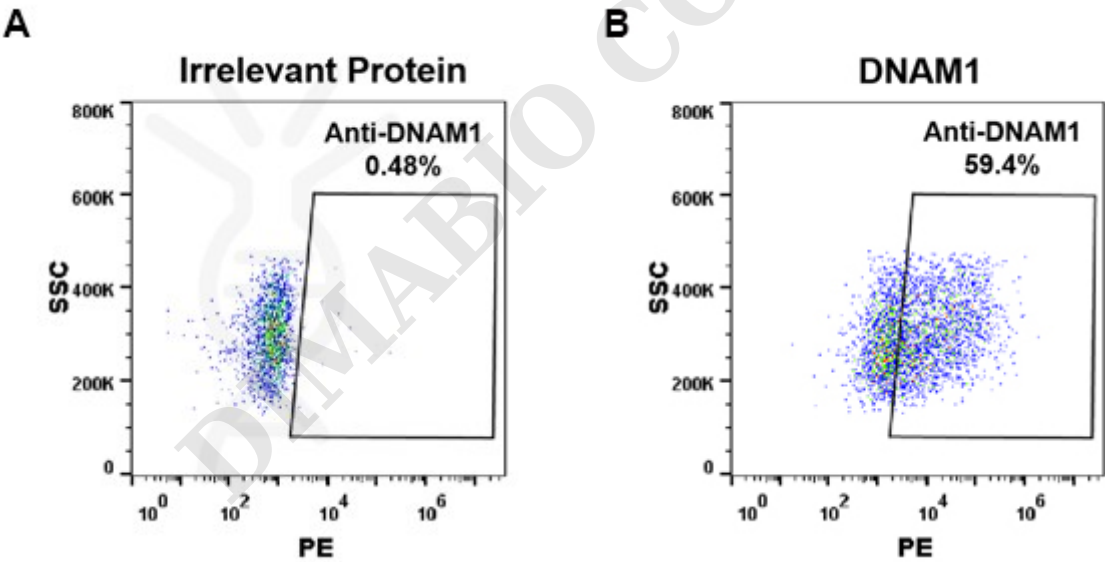 A
Irrelevant Protein
800K
600K
400K
200K
0
SSC
Anti-DNAM1
0.48%
10^0
10^2
10^4
10^6
PE
B
DNAM1
800K
600K
400K
200K
0
SSC
Anti-DNAM1
59.4%
10^0
10^2
10^4
10^6
PE
DMABIO CO